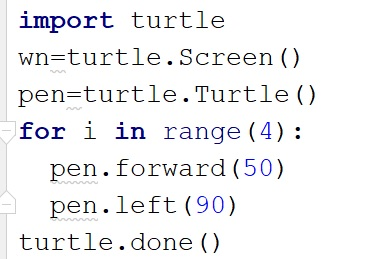 import turtle
wn=turtle.Screen()
pen=turtle.Turtle()
for i in range(4):
  pen.forward(50)
  pen.left(90)
turtle.done()